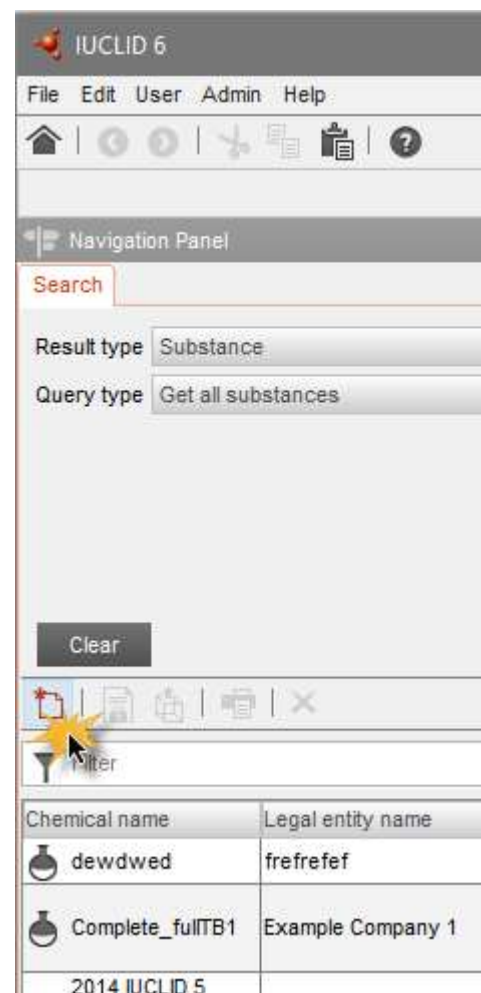 IUCLID 6
File Edit User Admin Help
Navigation Panel
Search
Result type Substance
Query type Get all substances
Clear
Filter
Chemical name Legal entity name
dewdwed frefrefef
Complete_fullTB1 Example Company 1
2014 IUCLID 5